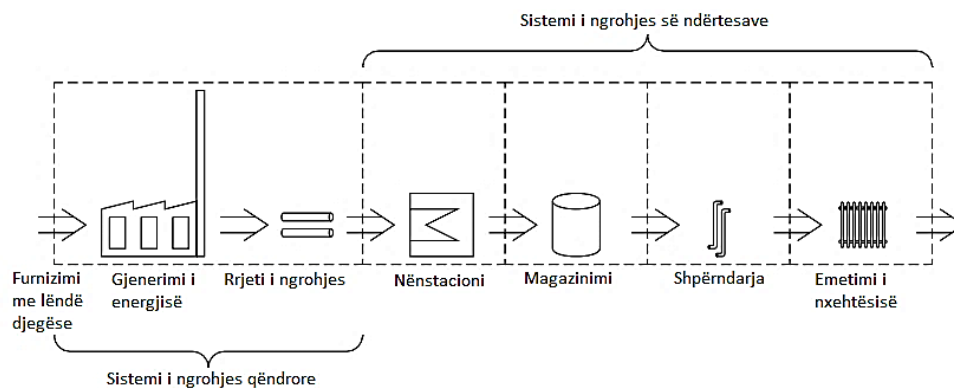 Sistemi i ngrohjes së ndërtesave
Furnizimi
me lëndë
djegëse
Gjenerimi i
energjisë
Rrjeti i ngrohjes
Nënstacioni
Magazinimi
Shpërndarja
Emetimi i
nxehtësisë
Sistemi i ngrohjes qëndrore